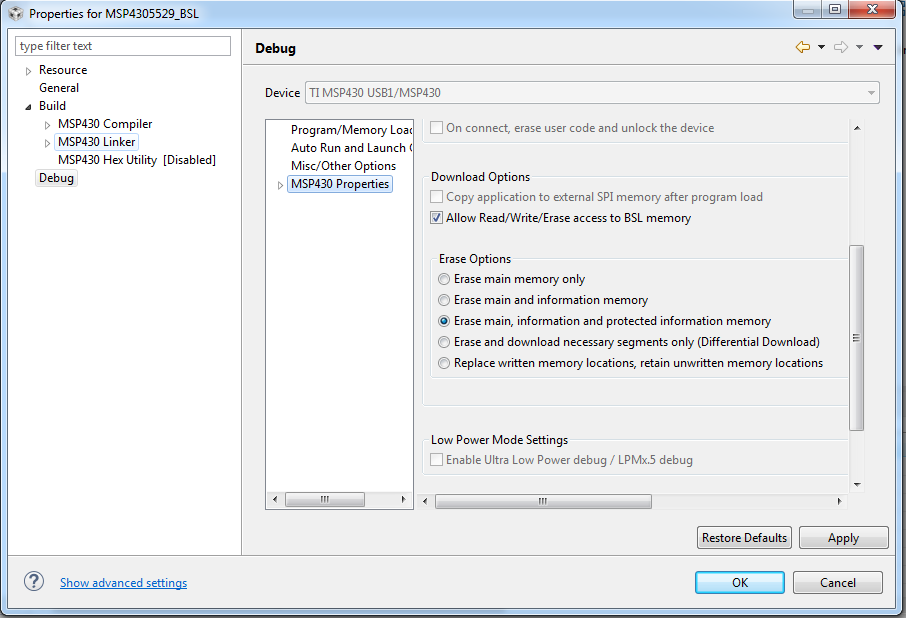 Properties for MSP4305529_BSL
type filter text
Resource
General
Build
MSP430 Compiler
MSP430 Linker
MSP430 Hex Utility [Disabled]
Debug
Debug
Device TI MSP430 USB1/MSP430
Program/Memory Loa
Auto Run and Launch
Misc/Other Options
MSP430 Properties
On connect, erase user code and unlock the device
Download Options
Copy application to external SPI memory after program load
Allow Read/Write/Erase access to BSL memory
Erase Options
Erase main memory only
Erase main and information memory
Erase main, information and protected information memory
Erase and download necessary segments only (Differential Download)
Replace written memory locations, retain unwritten memory locations
Low Power Mode Settings
Enable Ultra Low Power debug / LPMx.5 debug
Restore Defaults Apply
? Show advanced settings
OK Cancel